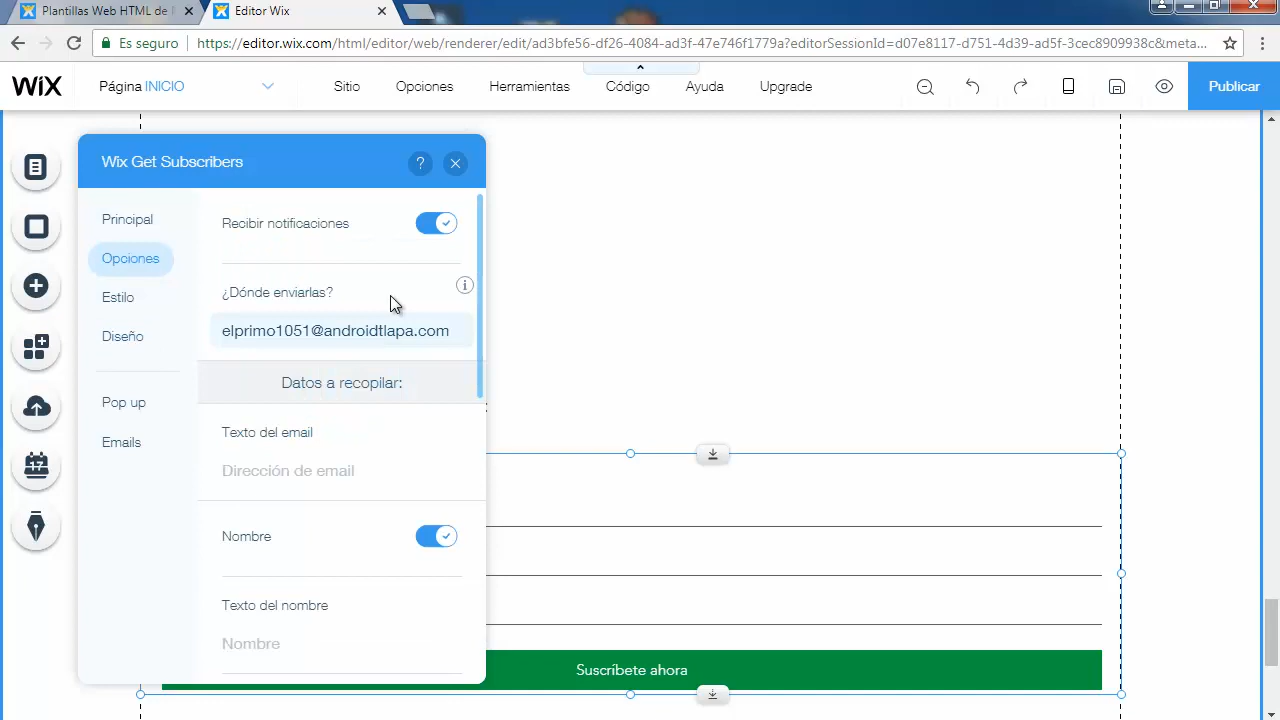 Plantillas Web HTML de
Editor Wix
Es seguro
https://editor.wix.com/html/editor/web/renderer/edit/ad3bfe56-df26-4084-ad3f-47e746f1779a?editorSessionId=d07e8117-d751-4d39-ad5f-3cec8909938c&meta...
WiX
Página INICIO
Sitio
Opciones
Herramientas
Código
Ayuda
Upgrade
Publicar
Wix Get Subscribers
?
Principal
Opciones
Estilo
Diseño
Pop up
Emails
Recibir notificaciones
¿Dónde enviarlas?
i
elprimo1051@androidtlapa.com
Datos a recopilar:
Texto del email
Dirección de email
Nombre
Texto del nombre
Nombre
17
Suscríbete ahora